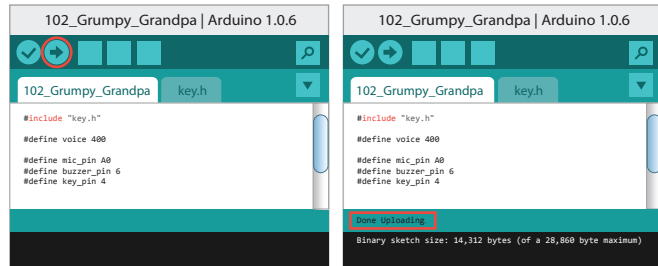 102_Grumpy_Grandpa | Arduino 1.0.6
102_Grumpy_Grandpa key.h
#include "key.h"
#define voice 400
#define mic_pin A0
#define buzzer_pin 6
#define key_pin 4
102_Grumpy_Grandpa | Arduino 1.0.6
102_Grumpy_Grandpa key.h
#include "key.h"
#define voice 400
#define mic_pin A0
#define buzzer_pin 6
#define key_pin 4
Done Uploading
Binary sketch size: 14,312 bytes (of a 28,860 byte maximum)